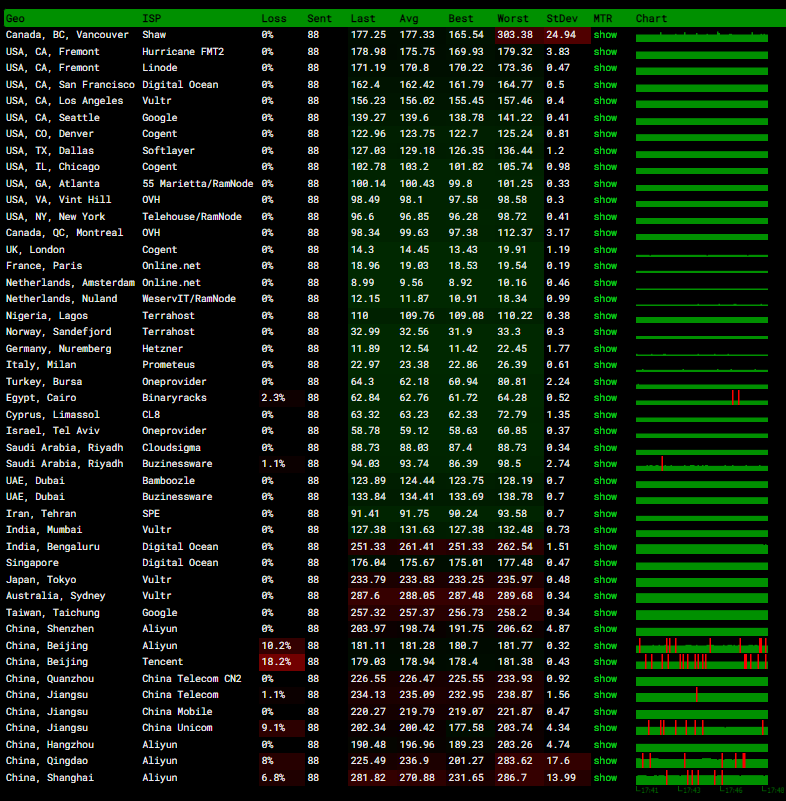 Geo ISP Loss Sent Last Avg Best Worst StDev MTR Chart
Canada, BC, Vancouver Shaw 0% 88 177.25 177.33 165.54 303.38 24.94 show
USA, CA, Fremont Hurricane FMT2 0% 88 178.98 175.75 169.93 179.32 3.83 show
USA, CA, Fremont Linode 0% 88 171.19 170.8 170.22 173.36 0.47 show
USA, CA, San Francisco Digital Ocean 0% 88 162.4 162.42 161.79 164.77 0.5 show
USA, CA, Los Angeles Vultr 0% 88 156.23 156.02 155.45 157.46 0.4 show
USA, CA, Seattle Google 0% 88 139.27 139.6 138.78 141.22 0.41 show
USA, CO, Denver Cogent 0% 88 122.96 123.75 122.7 125.24 0.81 show
USA, TX, Dallas Softlayer 0% 88 127.03 129.18 126.35 136.44 1.2 show
USA, IL, Chicago Cogent 0% 88 102.78 103.2 101.82 105.74 0.98 show
USA, GA, Atlanta 55 Marietta/RamNode 0% 88 100.14 100.43 99.8 101.25 0.33 show
USA, VA, Vint Hill OVH 0% 88 98.49 98.1 97.58 98.58 0.3 show
USA, NY, New York Telehouse/RamNode 0% 88 96.6 96.85 96.28 98.72 0.41 show
Canada, QC, Montreal OVH 0% 88 98.34 99.63 97.38 112.37 3.17 show
UK, London Cogent 0% 88 14.3 14.45 13.43 19.91 1.19 show
France, Paris Online.net 0% 88 18.96 19.03 18.53 19.54 0.19 show
Netherlands, Amsterdam Online.net 0% 88 8.99 9.56 8.92 10.16 0.46 show
Netherlands, Nuland WeservIT/RamNode 0% 88 12.15 11.87 10.91 18.34 0.99 show
Nigeria, Lagos Terrahost 0% 88 110 109.76 109.08 110.22 0.38 show
Norway, Sandefjord Terrahost 0% 88 32.99 32.56 31.9 33.3 0.3 show
Germany, Nuremberg Hetzner 0% 88 11.89 12.54 11.42 22.45 1.77 show
Italy, Milan Prometeus 0% 88 22.97 23.38 22.86 26.39 0.61 show
Turkey, Bursa Oneprovider 0% 88 64.3 62.18 60.94 80.81 2.24 show
Egypt, Cairo Binaryracks 2.3% 88 62.84 62.76 61.72 64.28 0.52 show
Cyprus, Limassol CL8 0% 88 63.32 63.23 62.33 72.79 1.35 show
Israel, Tel Aviv Oneprovider 0% 88 58.78 59.12 58.63 60.85 0.37 show
Saudi Arabia, Riyadh Cloudsigma 0% 88 88.73 88.03 87.4 88.73 0.34 show
Saudi Arabia, Riyadh Buzinessware 1.1% 88 94.03 93.74 86.39 98.5 2.74 show
UAE, Dubai Bamboozle 0% 88 123.89 124.44 123.75 128.19 0.7 show
UAE, Dubai Buzinessware 0% 88 133.84 134.41 133.69 138.78 0.7 show
Iran, Tehran SPE 0% 88 91.41 91.75 90.24 93.58 0.7 show
India, Mumbai Vultr 0% 88 127.38 131.63 127.38 132.48 0.73 show
India, Bengaluru Digital Ocean 0% 88 251.33 261.41 251.33 262.54 1.51 show
Singapore Digital Ocean 0% 88 176.04 175.67 175.01 177.48 0.47 show
Japan, Tokyo Vultr 0% 88 233.79 233.83 233.25 235.97 0.48 show
Australia, Sydney Vultr 0% 88 287.6 288.05 287.48 289.68 0.34 show
Taiwan, Taichung Google 0% 88 257.32 257.37 256.73 258.2 0.34 show
China, Shenzhen Aliyun 0% 88 203.97 198.74 191.75 206.62 4.87 show
China, Beijing Aliyun 10.2% 88 181.11 181.28 180.7 181.77 0.32 show
China, Beijing Tencent 18.2% 88 179.03 178.94 178.4 181.38 0.43 show
China, Quanzhou China Telecom CN2 0% 88 226.55 226.47 225.55 233.93 0.92 show
China, Jiangsu China Telecom 1.1% 88 234.13 235.09 232.95 238.87 1.56 show
China, Jiangsu China Mobile 0% 88 220.27 219.79 219.07 221.87 0.47 show
China, Jiangsu China Unicom 9.1% 88 202.34 200.42 177.58 203.74 4.34 show
China, Hangzhou Aliyun 0% 88 190.48 196.96 189.23 203.26 4.74 show
China, Qingdao Aliyun 8% 88 225.49 236.9 201.27 283.62 17.6 show
China, Shanghai Aliyun 6.8% 88 281.82 270.88 231.65 286.7 13.99 show
17:41 17:43 17:46 17:48